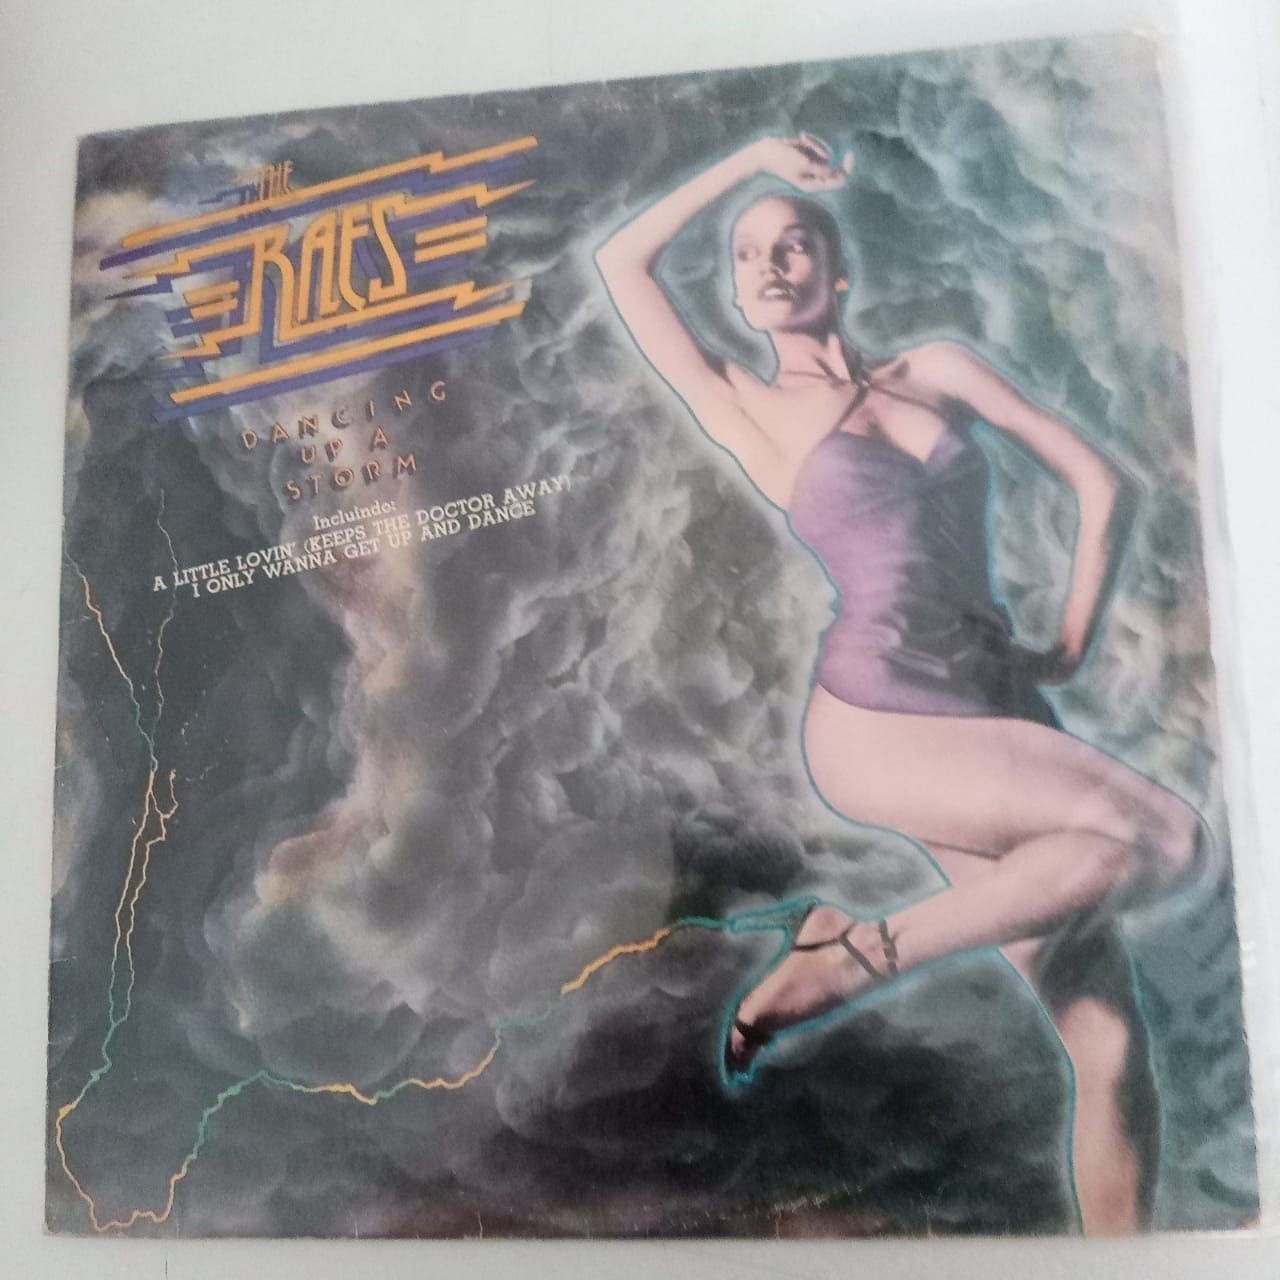 THE
RAES
DANCING
UP A
STORM
Incluindo:
A LITTLE LOVIN' (KEEPS THE DOCTOR AWAY)
I ONLY WANNA GET UP AND DANCE